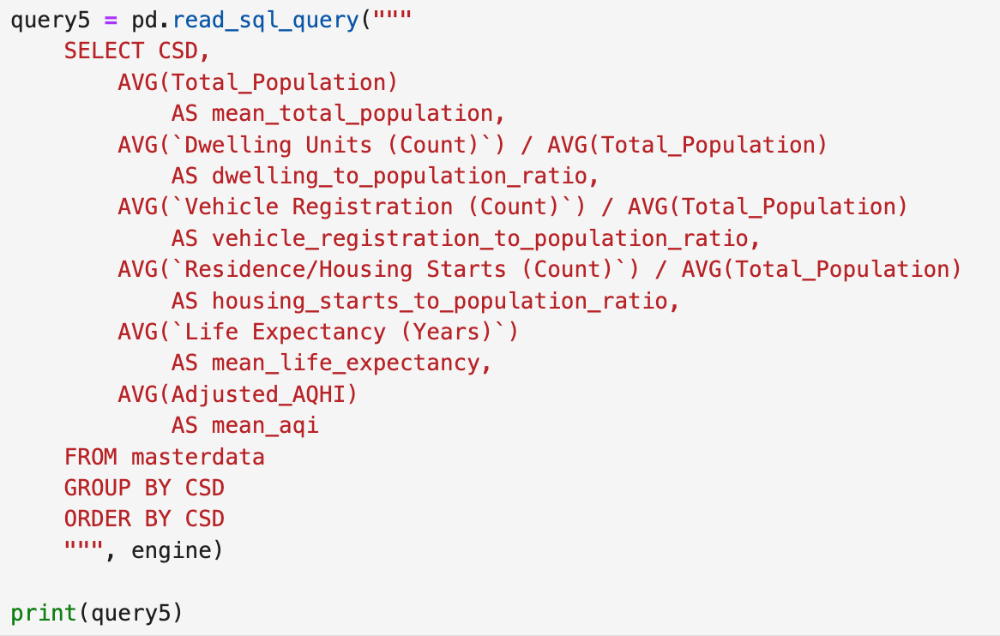 query5 = pd.read_sql_query("""
    SELECT CSD,
        AVG(Total_Population)
            AS mean_total_population,
        AVG(`Dwelling Units (Count)`) / AVG(Total_Population)
            AS dwelling_to_population_ratio,
        AVG(`Vehicle Registration (Count)`) / AVG(Total_Population)
            AS vehicle_registration_to_population_ratio,
        AVG(`Residence/Housing Starts (Count)`) / AVG(Total_Population)
            AS housing_starts_to_population_ratio,
        AVG(`Life Expectancy (Years)`)
            AS mean_life_expectancy,
        AVG(Adjusted_AQHI)
            AS mean_aqi
    FROM masterdata
    GROUP BY CSD
    ORDER BY CSD
    """, engine)

print(query5)